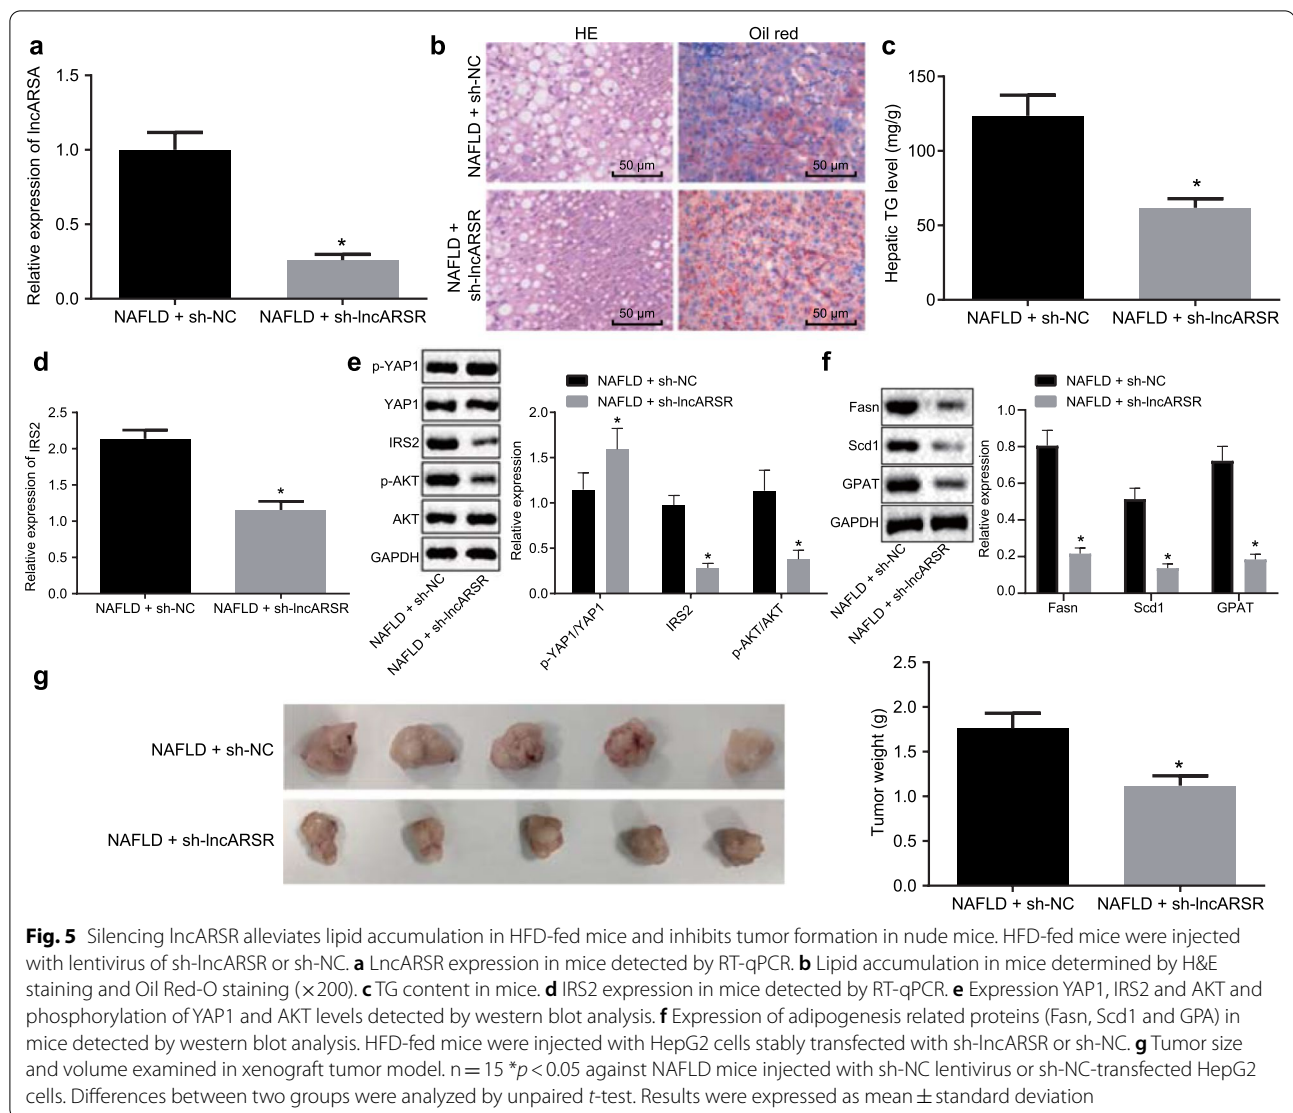 a
Relative expression of lncARSA
1.5
1.0
0.5
0.0
*
NAFLD + sh-NC NAFLD + sh-lncARSR
b
HE Oil red
NAFLD + sh-NC
50 µm 50 µm
NAFLD +
sh-lncARSR
50 µm 50 µm
c
Hepatic TG level (mg/g)
150
100
50
0
*
NAFLD + sh-NC NAFLD + sh-lncARSR
d
Relative expression of IRS2
2.5
2.0
1.5
1.0
0.5
0.0
*
NAFLD + sh-NC NAFLD + sh-lncARSR
e
p-YAP1
YAP1
IRS2
p-AKT
AKT
GAPDH
NAFLD + sh-NC
NAFLD + sh-lncARSR
NAFLD + sh-NC
NAFLD + sh-lncARSR
Relative expression
2.0
1.5
1.0
0.5
0.0
*
*
*
p-YAP1/YAP1
IRS2
p-AKT/AKT
f
Fasn
Scd1
GPAT
GAPDH
NAFLD + sh-NC
NAFLD + sh-lncARSR
NAFLD + sh-NC
NAFLD + sh-lncARSR
Relative expression
1.0
0.8
0.6
0.4
0.2
0.0
*
*
*
Fasn Scd1 GPAT
g
NAFLD + sh-NC
NAFLD + sh-lncARSR
Tumor weight (g)
2.5
2.0
1.5
1.0
0.5
0.0
*
NAFLD + sh-NC NAFLD + sh-lncARSR
Fig. 5 Silencing lncARSR alleviates lipid accumulation in HFD-fed mice and inhibits tumor formation in nude mice. HFD-fed mice were injected
with lentivirus of sh-lncARSR or sh-NC. a LncARSR expression in mice detected by RT-qPCR. b Lipid accumulation in mice determined by H&E
staining and Oil Red-O staining (×200). c TG content in mice. d IRS2 expression in mice detected by RT-qPCR. e Expression YAP1, IRS2 and AKT and
phosphorylation of YAP1 and AKT levels detected by western blot analysis. f Expression of adipogenesis related proteins (Fasn, Scd1 and GPA) in
mice detected by western blot analysis. HFD-fed mice were injected with HepG2 cells stably transfected with sh-lncARSR or sh-NC. g Tumor size
and volume examined in xenograft tumor model. n = 15 *p < 0.05 against NAFLD mice injected with sh-NC lentivirus or sh-NC-transfected HepG2
cells. Differences between two groups were analyzed by unpaired t-test. Results were expressed as mean ± standard deviation